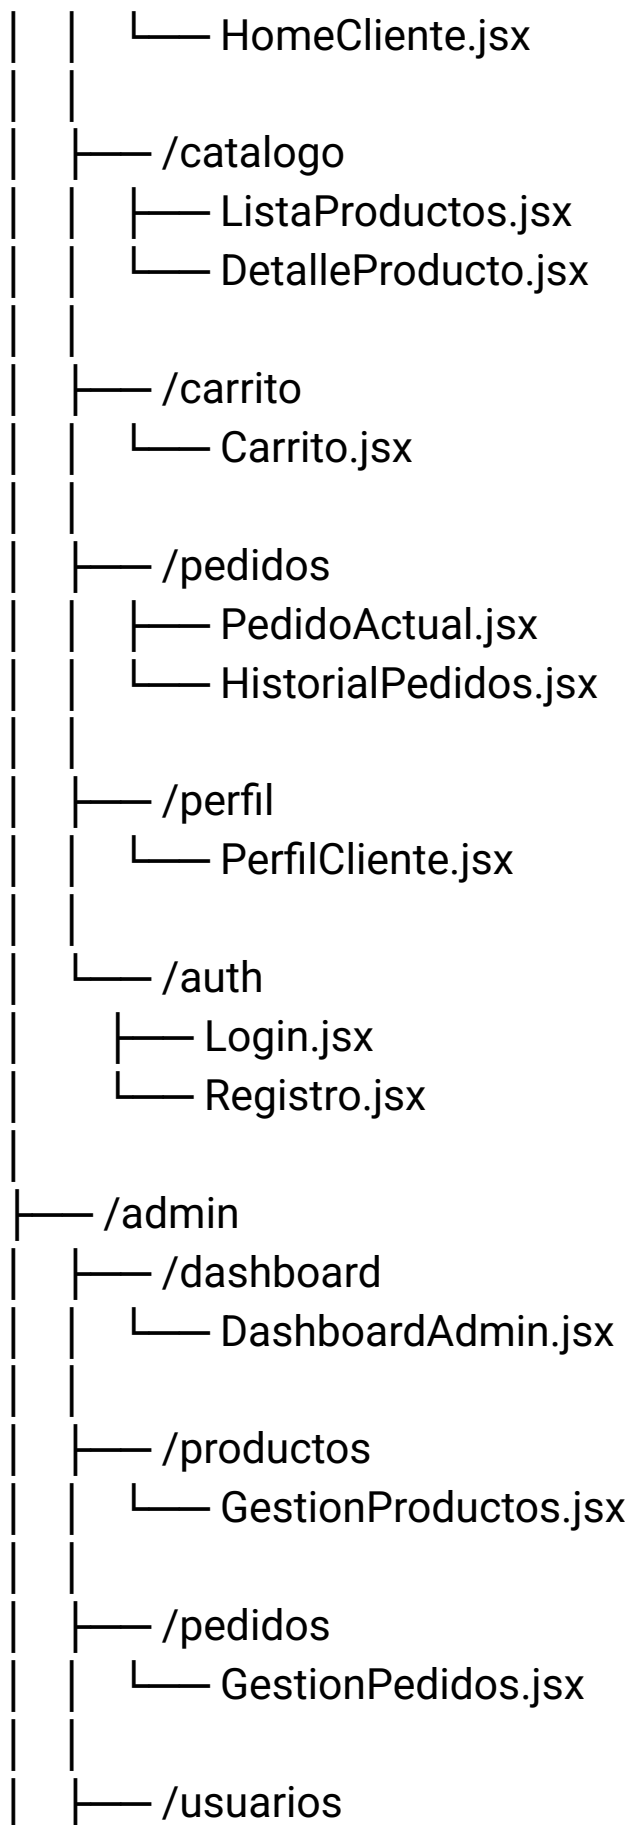 │   │   └── HomeCliente.jsx
│   │
│   ├── /catalogo
│   │   ├── ListaProductos.jsx
│   │   └── DetalleProducto.jsx
│   │
│   ├── /carrito
│   │   └── Carrito.jsx
│   │
│   ├── /pedidos
│   │   ├── PedidoActual.jsx
│   │   └── HistorialPedidos.jsx
│   │
│   ├── /perfil
│   │   └── PerfilCliente.jsx
│   │
│   └── /auth
│       ├── Login.jsx
│       └── Registro.jsx
│
├── /admin
│   ├── /dashboard
│   │   └── DashboardAdmin.jsx
│   │
│   ├── /productos
│   │   └── GestionProductos.jsx
│   │
│   ├── /pedidos
│   │   └── GestionPedidos.jsx
│   │
│   ├── /usuarios